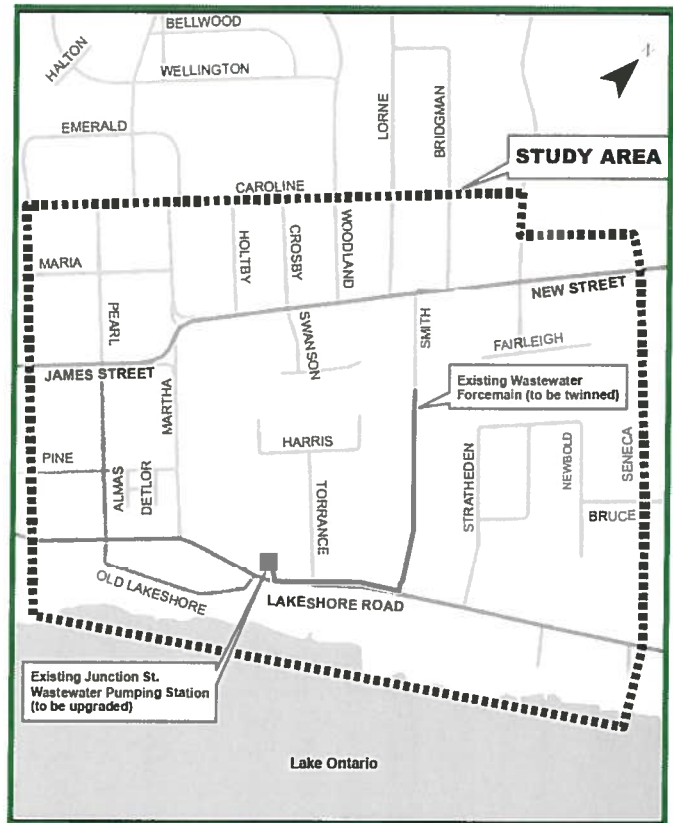 BELLWOOD
HALTON
WELLINGTON
LORNE
BRIDGMAN
EMERALD
STUDY AREA
CAROLINE
HOLTBY
CROSBY
WOODLAND
MARIA
PEARL
NEW STREET
SWANSON
SMITH
FAIRLEIGH
JAMES STREET
MARTHA
Existing Wastewater
Forcemain (to be twinned)
HARRIS
PINE
ALMAS
DETLOR
TORRANCE
STRATHEDEN
NEWBOLD
SENECA
BRUCE
OLD LAKESHORE
LAKESHORE ROAD
Existing Junction St.
Wastewater Pumping Station
(to be upgraded)
Lake Ontario